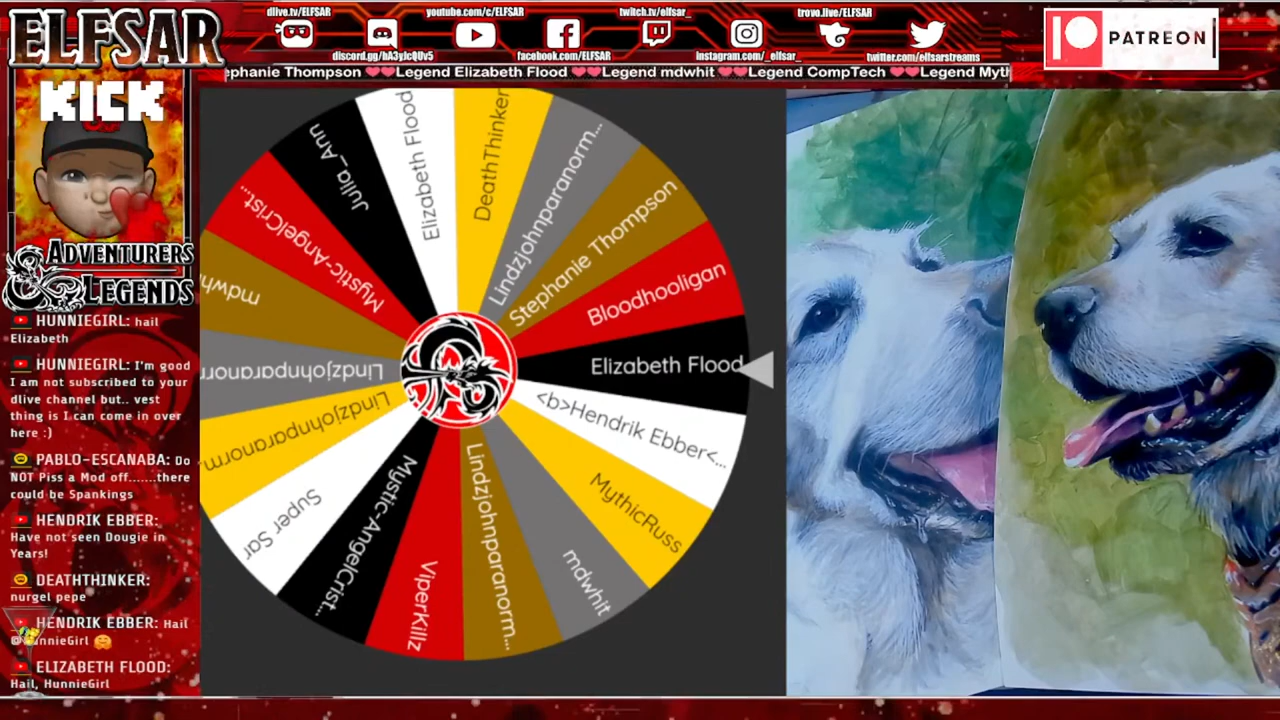 ELFSAR
dlive.tv/ELFSAR
youtube.com/c/ELFSAR
twitch.tv/elfsar_
trovo.live/ELFSAR
discord.gg/hA3yJcQUv5
facebook.com/ELFSAR
instagram.com/_elfsar_
twitter.com/elfsarstreams
PATREON
ephanie Thompson ❤❤Legend Elizabeth Flood ❤❤Legend mdwhit ❤❤Legend CompTech ❤❤Legend Myth
KICK
ADVENTURERS
& LEGENDS
HUNNIEGIRL: hail
Elizabeth
HUNNIEGIRL: I'm good
I am not subscribed to your
dlive channel but.. vest
thing is I can come in over
here :)
PABLO-ESCANABA: Do
NOT Piss a Mod off.......there
could be Spankings
HENDRIK EBBER:
Have not seen Dougie in
Years!
DEATHTHINKER:
nurgel pepe
HENDRIK EBBER: Hail
@HunnieGirl 🤗
ELIZABETH FLOOD:
Hail, HunnieGirl
Elizabeth Flood
DeathThinker
Lindzjohnparanorm...
Stephanie Thompson
Bloodhooligan
Elizabeth Flood
<b>Hendrik Ebber<...
MythicRuss
mdwhit
Lindzjohnparanorm...
ViperKillz
Mystic-AngelCrist...
Super Sar
Lindzjohnparanorm
Lindzjohnparanorm
mdwh
Mystic-AngelCrist...
Julia_Ann